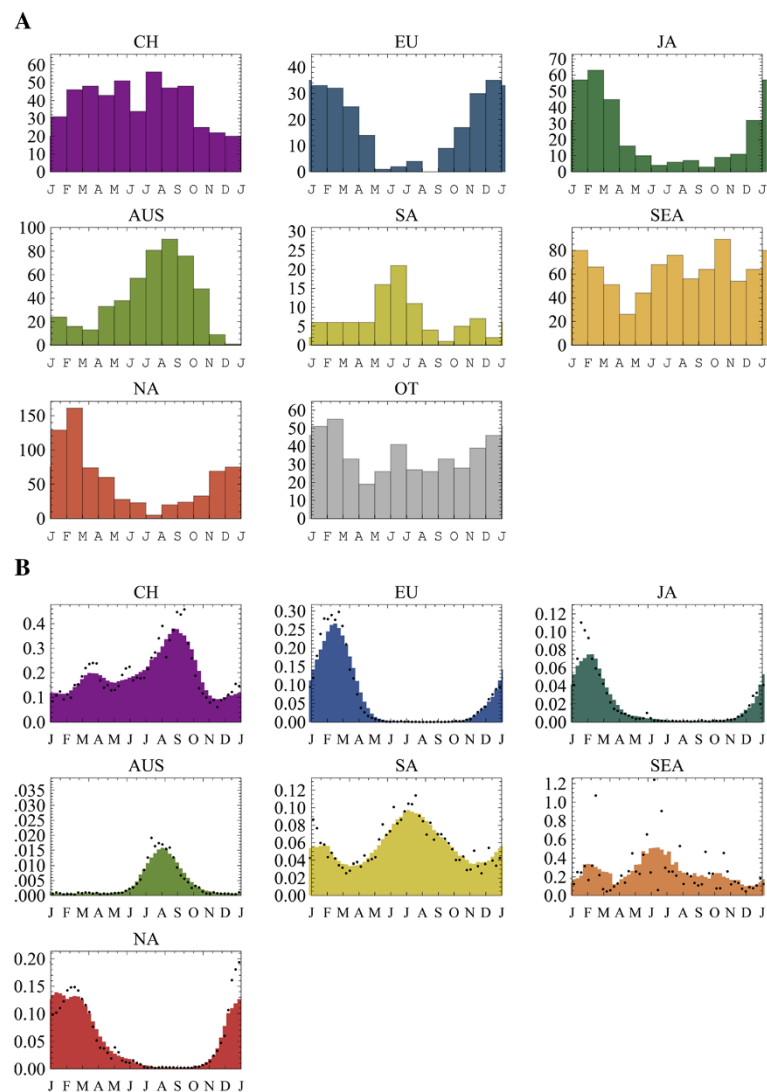 A
CH EU JA
60 50 40 30 20 10 0
40 30 20 10 0
70 60 50 40 30 20 10 0
J F M A M J J A S O N D J J F M A M J J A S O N D J J F M A M J J A S O N D J
AUS SA SEA
100 80 60 40 20 0
30 25 20 15 10 5 0
80 60 40 20 0
J F M A M J J A S O N D J J F M A M J J A S O N D J J F M A M J J A S O N D J
NA OT
150 100 50 0
60 50 40 30 20 10 0
J F M A M J J A S O N D J J F M A M J J A S O N D J
B
CH EU JA
0.4 0.3 0.2 0.1 0.0
0.30 0.25 0.20 0.15 0.10 0.05 0.00
0.12 0.10 0.08 0.06 0.04 0.02 0.00
J F M A M J J A S O N D J J F M A M J J A S O N D J J F M A M J J A S O N D J
AUS SA SEA
.035 .030 .025 .020 .015 .010 .005 .000
0.12 0.10 0.08 0.06 0.04 0.02 0.00
1.2 1.0 0.8 0.6 0.4 0.2 0.0
J F M A M J J A S O N D J J F M A M J J A S O N D J J F M A M J J A S O N D J
NA
0.20 0.15 0.10 0.05 0.00
J F M A M J J A S O N D J